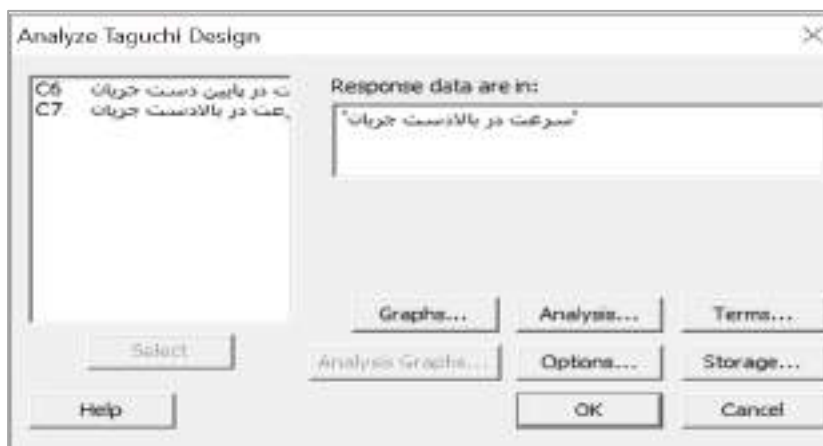 Analyze Taguchi Design
C6 ت در پایین دست جریان
C7 عت در بالادست جریان
Response data are in:
"سرعت در بالادست جریان"
Graphs...
Analysis...
Terms...
Select
Analysis Graphs...
Options...
Storage...
Help
OK
Cancel